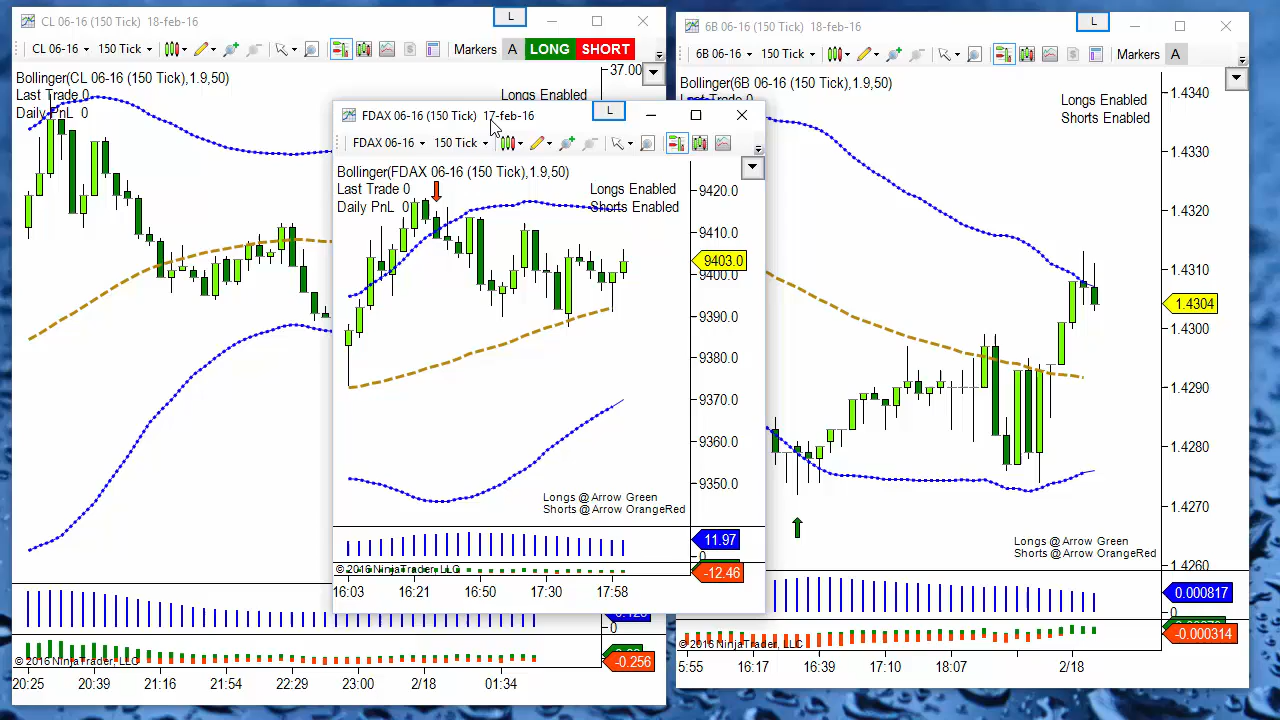 CL 06-16 (150 Tick) 18-feb-16
L
CL 06-16 150 Tick Markers A LONG SHORT
Bollinger(CL 06-16 (150 Tick),1.9,50)
Last Trade 0
Daily PnL 0
Longs Enabled
37.00
0
-0.256
© 2016 NinjaTrader, LLC
20:25 20:39 21:16 21:54 22:29 23:00 2/18 01:34
FDAX 06-16 (150 Tick) 17-feb-16
L
FDAX 06-16 150 Tick
Bollinger(FDAX 06-16 (150 Tick),1.9,50)
Last Trade 0
Daily PnL 0
Longs Enabled
Shorts Enabled
9420.0
9410.0
9403.0
9400.0
9390.0
9380.0
9370.0
9360.0
9350.0
Longs @ Arrow Green
Shorts @ Arrow OrangeRed
11.97
0
-12.46
© 2016 NinjaTrader, LLC
16:03 16:21 16:50 17:30 17:58
6B 06-16 (150 Tick) 18-feb-16
L
6B 06-16 150 Tick Markers A
Bollinger(6B 06-16 (150 Tick),1.9,50)
Longs Enabled
Shorts Enabled
1.4340
1.4330
1.4320
1.4310
1.4304
1.4300
1.4290
1.4280
1.4270
1.4260
Longs @ Arrow Green
Shorts @ Arrow OrangeRed
0.000817
0
-0.000314
© 2016 NinjaTrader, LLC
5:55 16:17 16:39 17:10 18:07 2/18